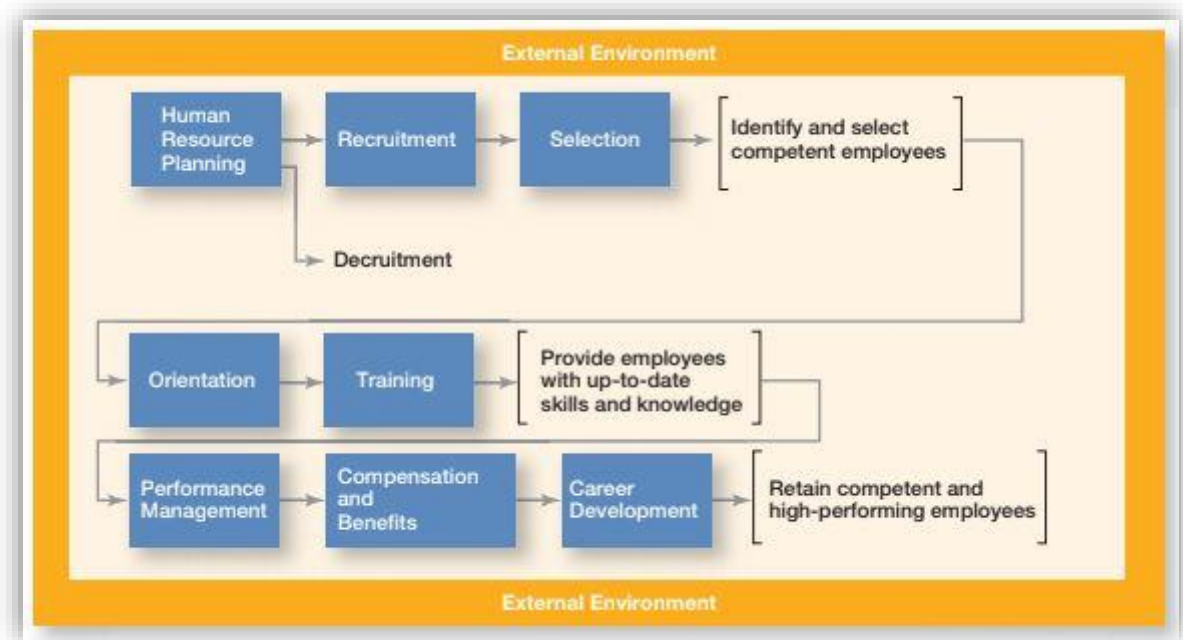 External Environment
Human
Resource
Planning
Recruitment
Selection
Identify and select
competent employees
Decruitment
Orientation
Training
Provide employees
with up-to-date
skills and knowledge
Performance
Management
Compensation
and
Benefits
Career
Development
Retain competent and
high-performing employees
External Environment